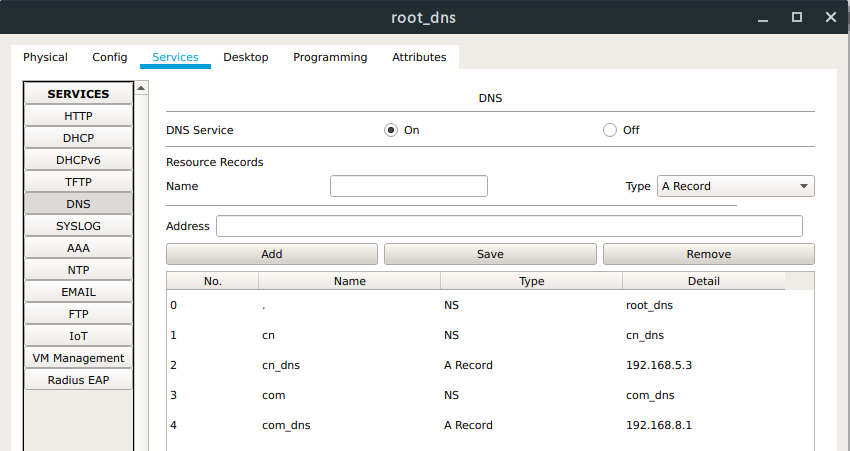 root_dns
Physical Config Services Desktop Programming Attributes
SERVICES
HTTP
DHCP
DHCPv6
TFTP
DNS
SYSLOG
AAA
NTP
EMAIL
FTP
IoT
VM Management
Radius EAP
DNS
DNS Service On Off
Resource Records
Name Type A Record
Address
Add Save Remove
No. Name Type Detail
0 . NS root_dns
1 cn NS cn_dns
2 cn_dns A Record 192.168.5.3
3 com NS com_dns
4 com_dns A Record 192.168.8.1